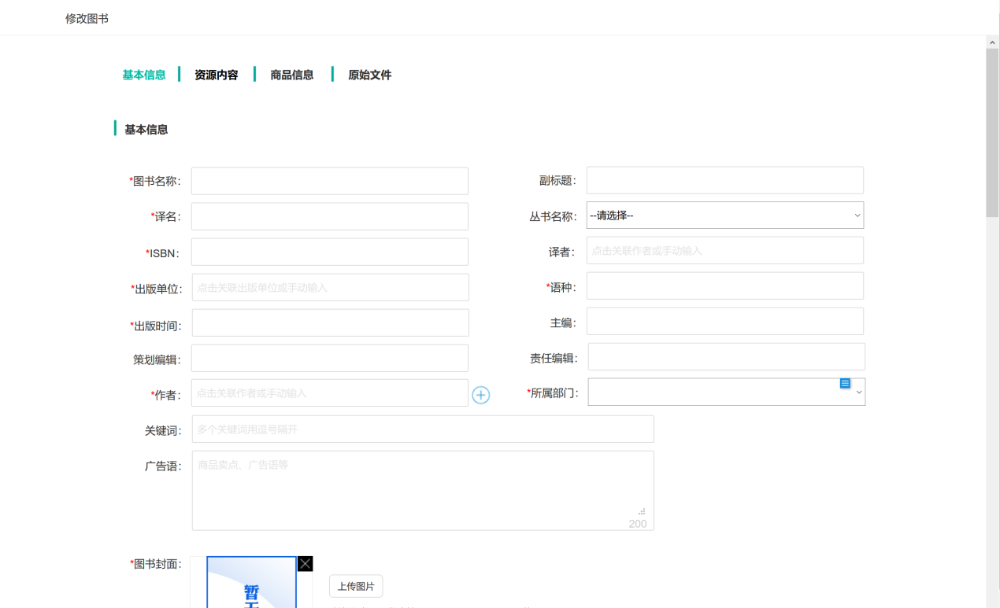 修改图书
基本信息 资源内容 商品信息 原始文件
基本信息
*图书名称: 副标题:
*译名: 丛书名称: --请选择--
*ISBN: 译者: 点击关联作者或手动输入
*出版单位: 点击关联出版单位或手动输入 *语种:
*出版时间: 主编:
策划编辑: 责任编辑:
*作者: 点击关联作者或手动输入 *所属部门:
关键词: 多个关键词用逗号隔开
广告语: 商品卖点、广告语等
200
*图书封面:
上传图片
暂